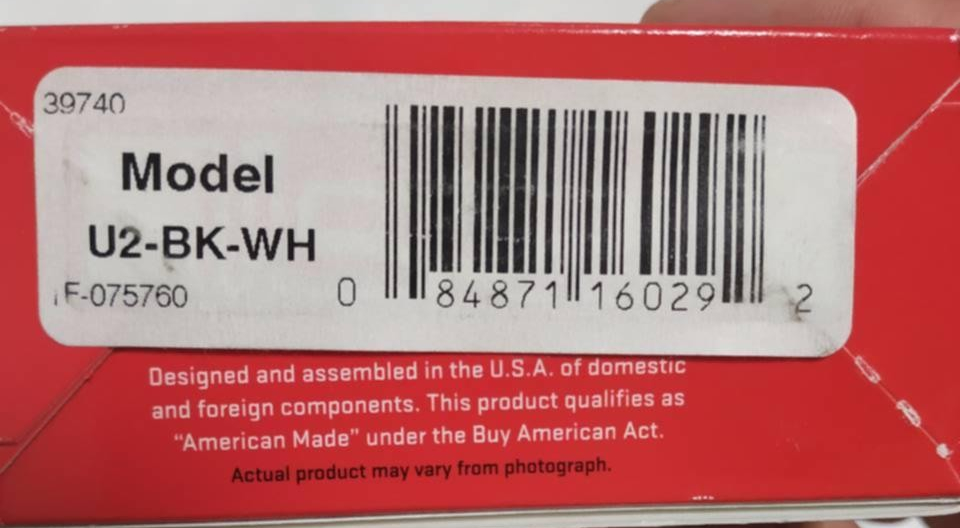 39740
Model
U2-BK-WH
F-075760
0 84871 16029 2
Designed and assembled in the U.S.A. of domestic
and foreign components. This product qualifies as
“American Made” under the Buy American Act.
Actual product may vary from photograph.